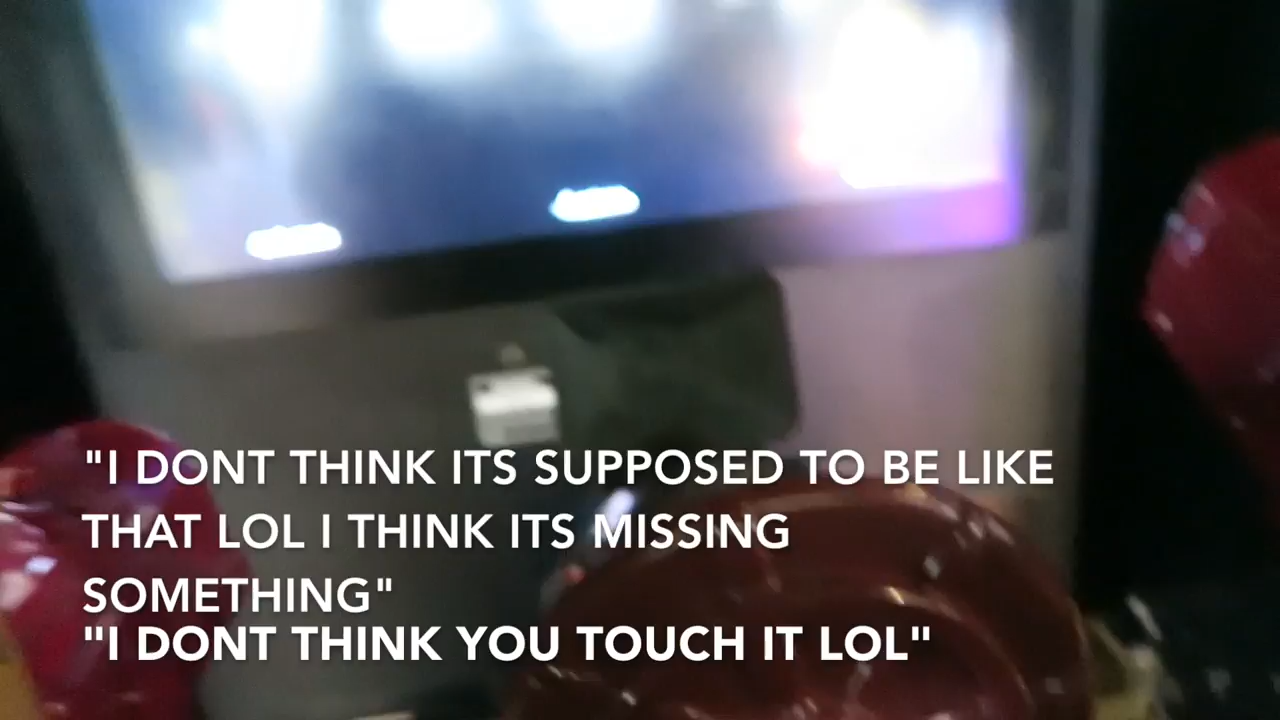 "I DONT THINK ITS SUPPOSED TO BE LIKE
THAT LOL I THINK ITS MISSING
SOMETHING"
"I DONT THINK YOU TOUCH IT LOL"